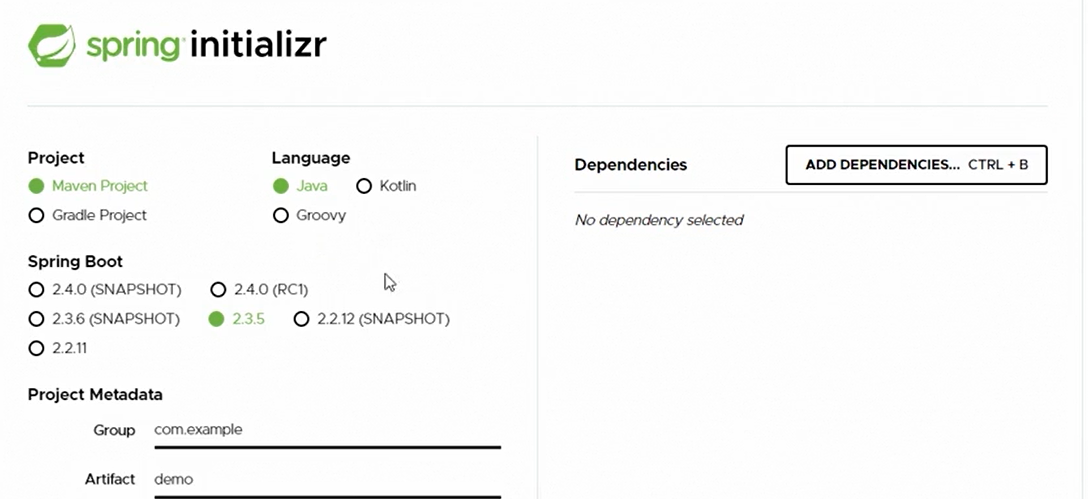 spring initializr
Project
Maven Project
Gradle Project
Language
Java
Kotlin
Groovy
Spring Boot
2.4.0 (SNAPSHOT)
2.4.0 (RC1)
2.3.6 (SNAPSHOT)
2.3.5
2.2.12 (SNAPSHOT)
2.2.11
Project Metadata
Group com.example
Artifact demo
Dependencies
ADD DEPENDENCIES... CTRL + B
No dependency selected